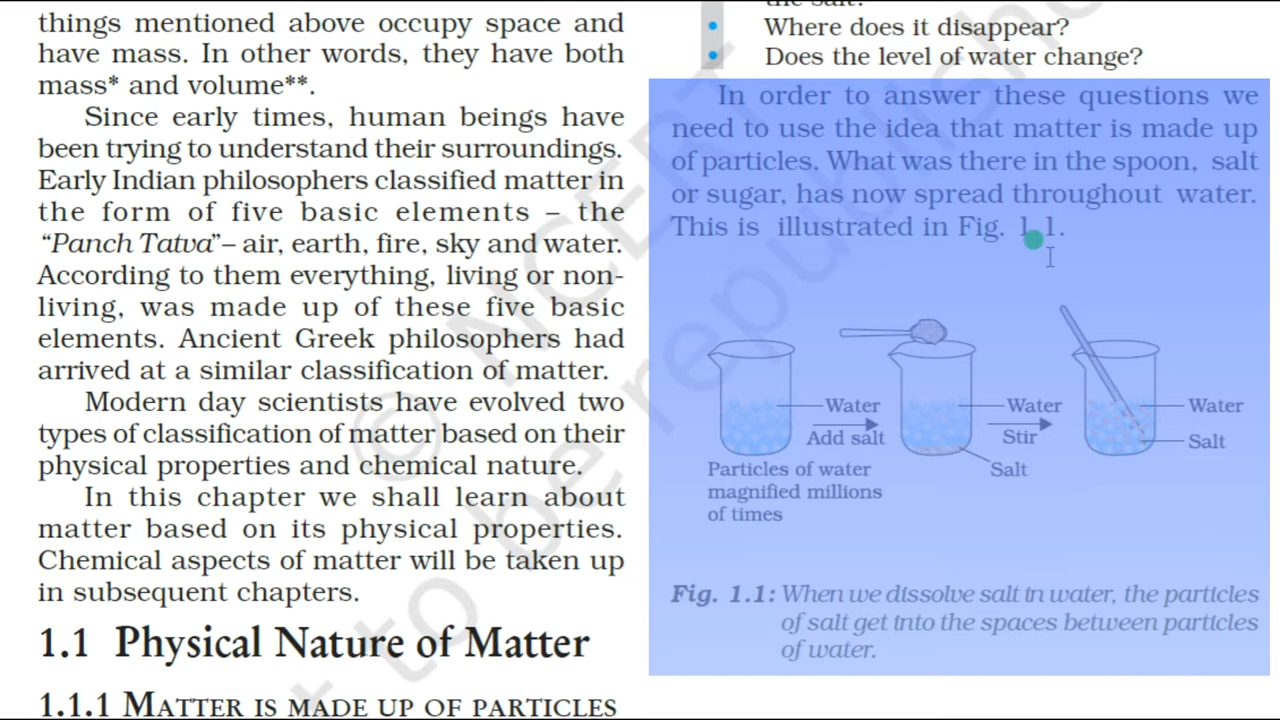 things mentioned above occupy space and
have mass. In other words, they have both
mass* and volume**.
Since early times, human beings have
been trying to understand their surroundings.
Early Indian philosophers classified matter in
the form of five basic elements – the
“Panch Tatva”– air, earth, fire, sky and water.
According to them everything, living or non-
living, was made up of these five basic
elements. Ancient Greek philosophers had
arrived at a similar classification of matter.
Modern day scientists have evolved two
types of classification of matter based on their
physical properties and chemical nature.
In this chapter we shall learn about
matter based on its physical properties.
Chemical aspects of matter will be taken up
in subsequent chapters.
1.1 Physical Nature of Matter
1.1.1 MATTER IS MADE UP OF PARTICLES
the salt?
• Where does it disappear?
• Does the level of water change?
In order to answer these questions we
need to use the idea that matter is made up
of particles. What was there in the spoon, salt
or sugar, has now spread throughout water.
This is illustrated in Fig. 1.1.
Water
Add salt
Particles of water
magnified millions
of times
Water
Stir
Salt
Water
Salt
Fig. 1.1: When we dissolve salt in water, the particles
of salt get into the spaces between particles
of water.
© NCERT
to be republished